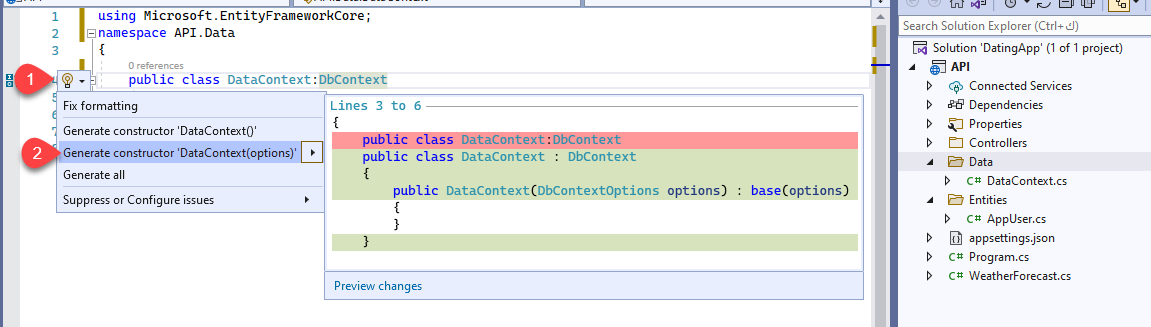 1 using Microsoft.EntityFrameworkCore;
2 namespace API.Data
3 {
0 references
4 public class DataContext:DbContext
1
Fix formatting
Generate constructor 'DataContext()'
2 Generate constructor 'DataContext(options)'
Generate all
Suppress or Configure issues
Lines 3 to 6
{
public class DataContext:DbContext
public class DataContext : DbContext
{
public DataContext(DbContextOptions options) : base(options)
{
}
}
Preview changes
Search Solution Explorer (Ctrl+ك)
Solution 'DatingApp' (1 of 1 project)
API
Connected Services
Dependencies
Properties
Controllers
Data
C# DataContext.cs
Entities
C# AppUser.cs
appsettings.json
C# Program.cs
C# WeatherForecast.cs